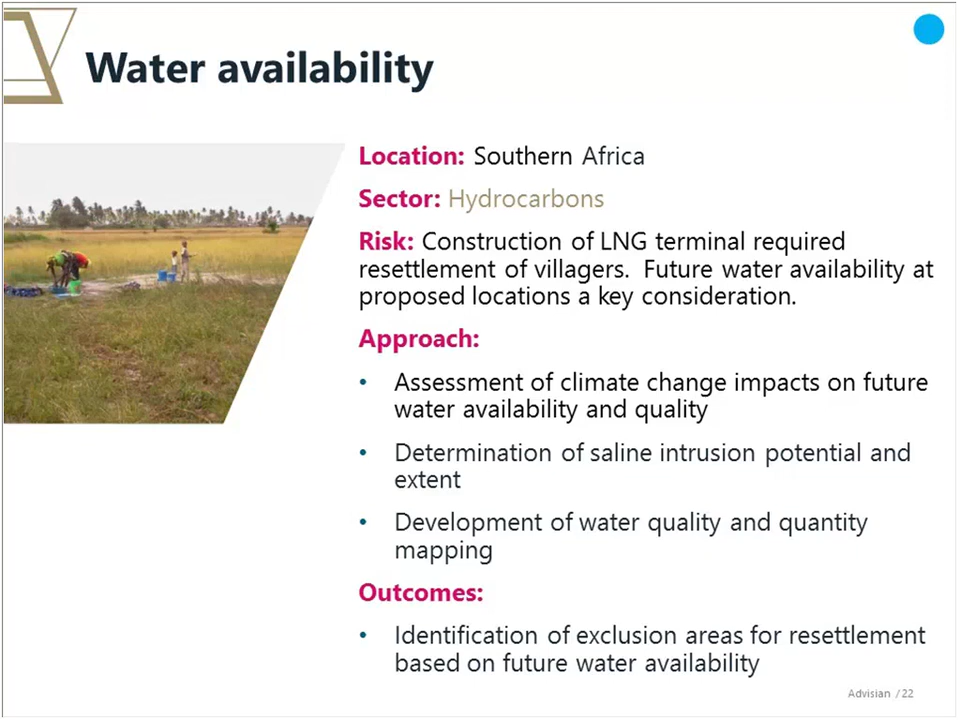 Water availability
Location: Southern Africa
Sector: Hydrocarbons
Risk: Construction of LNG terminal required
resettlement of villagers.  Future water availability at
proposed locations a key consideration.
Approach:
• Assessment of climate change impacts on future
water availability and quality
• Determination of saline intrusion potential and
extent
• Development of water quality and quantity
mapping
Outcomes:
• Identification of exclusion areas for resettlement
based on future water availability
Advisian / 22